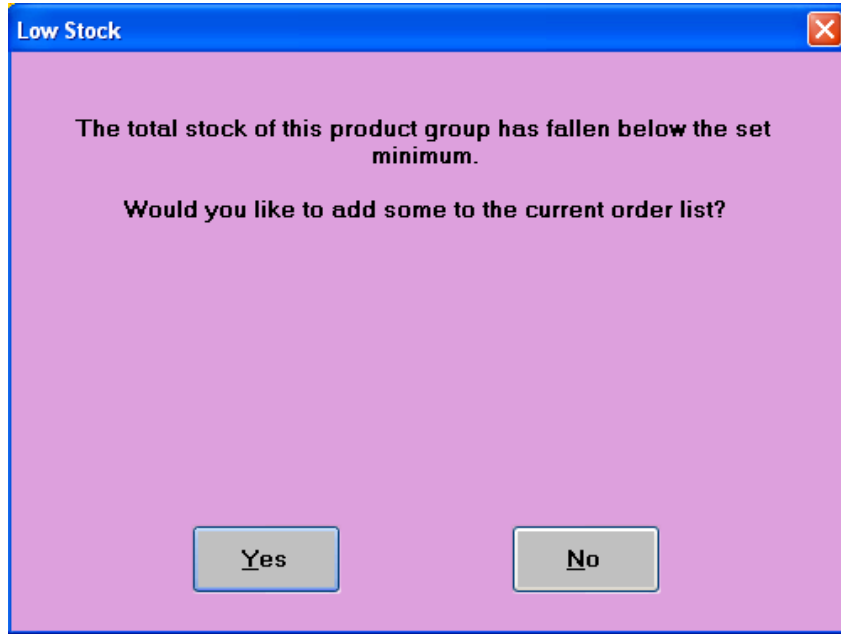 Low Stock
The total stock of this product group has fallen below the set
minimum.
Would you like to add some to the current order list?
Yes
No